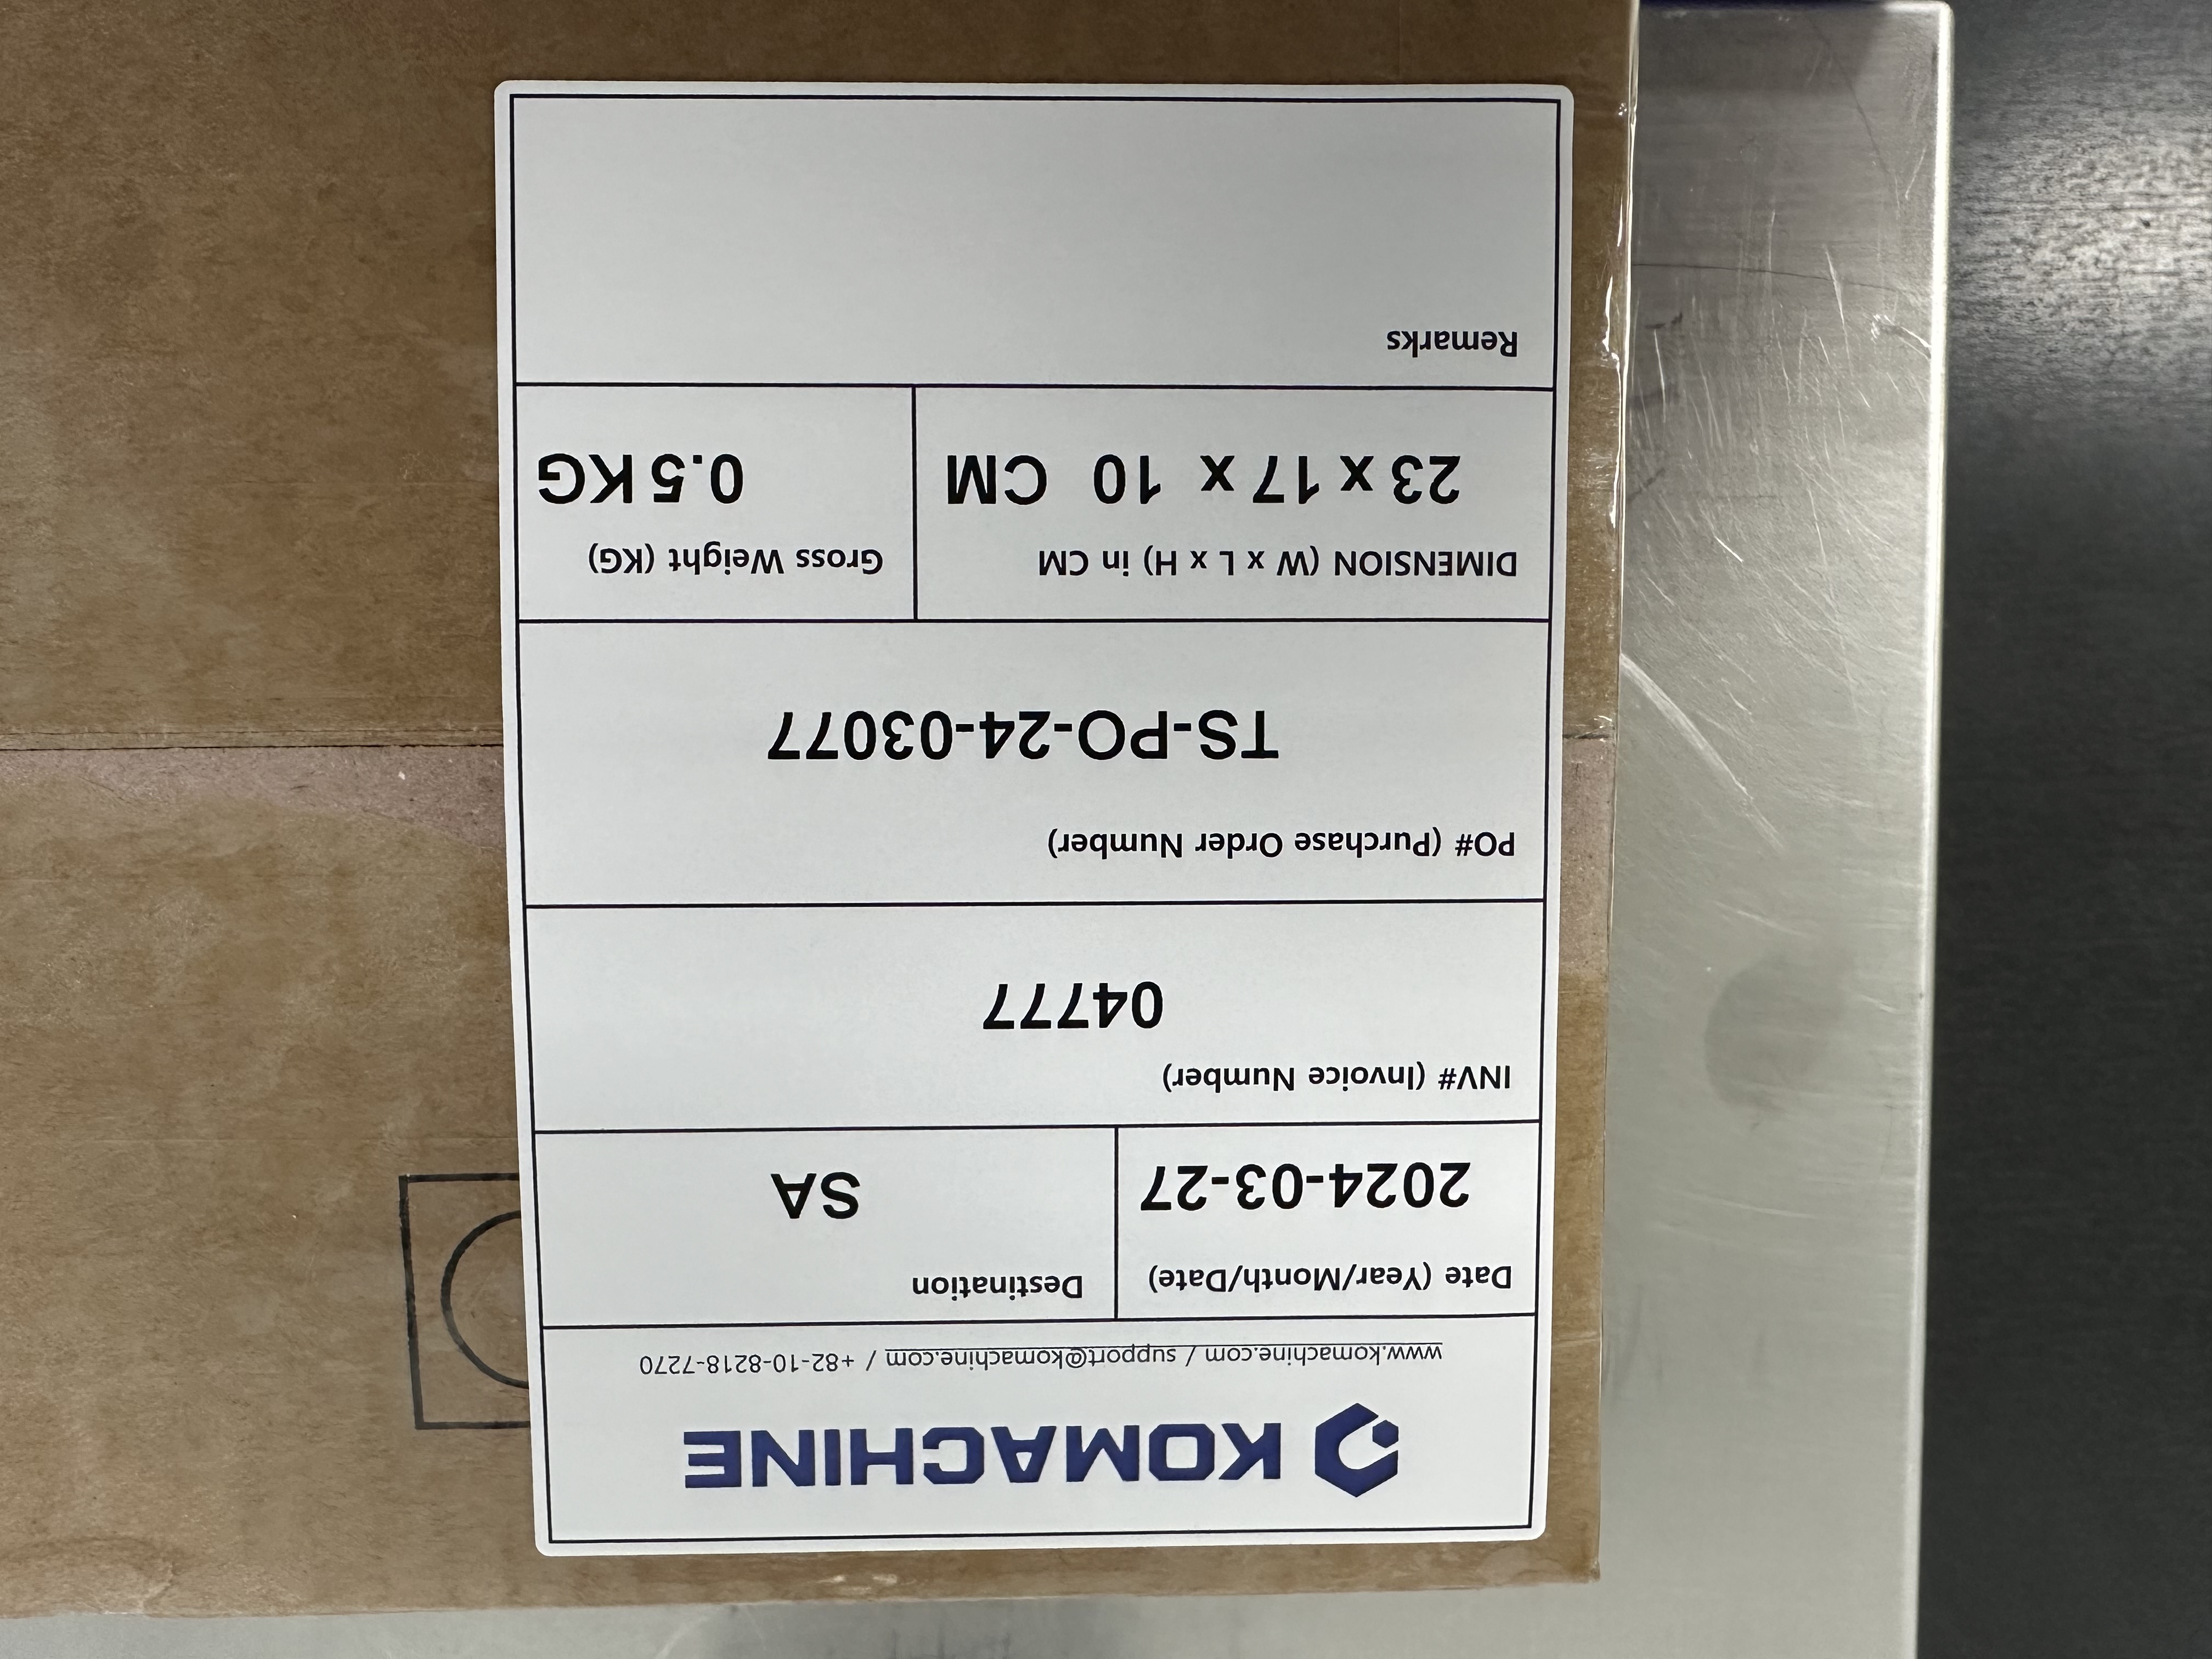 KOMACHINE
www.komachine.com / support@komachine.com / +82-10-8218-7270
Date (Year/Month/Date)
2024-03-27
Destination
SA
INV# (Invoice Number)
04777
PO# (Purchase Order Number)
TS-PO-24-03077
DIMENSION (W x L x H) in CM
23 x 17 x 10 CM
Gross Weight (KG)
0.5 KG
Remarks